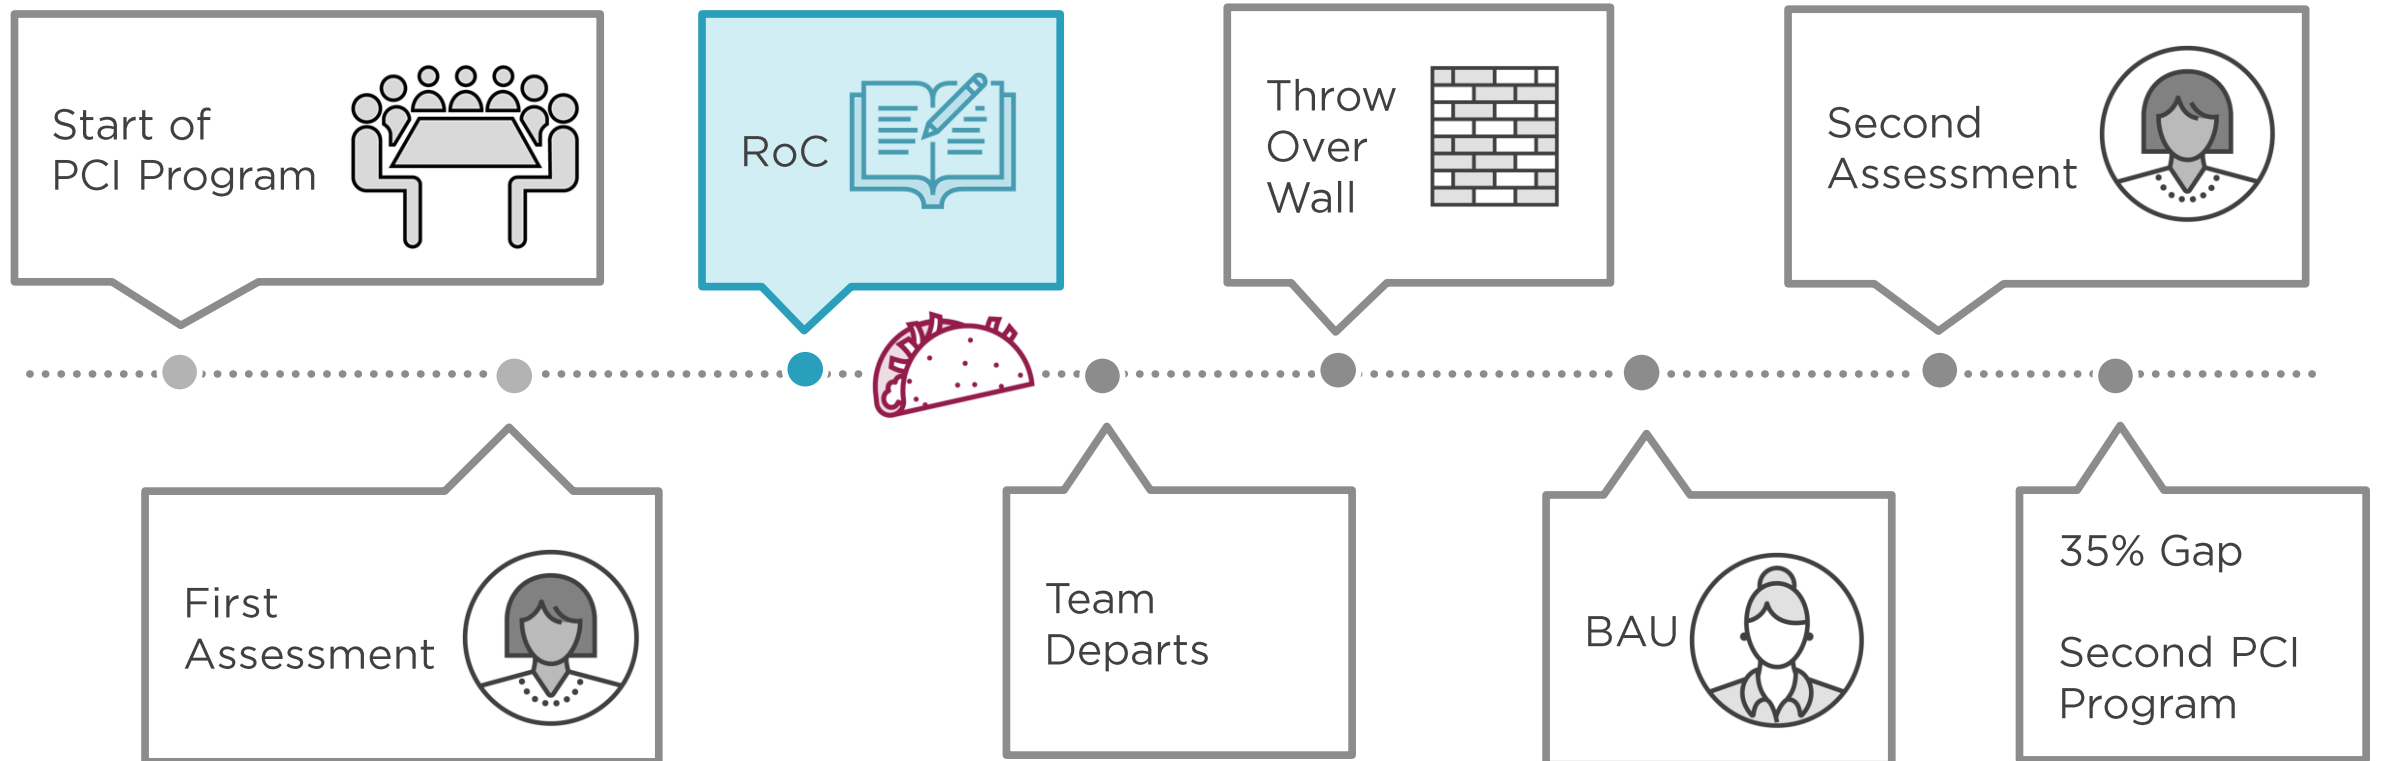 Start of
PCI Program
First
Assessment
RoC
Team
Departs
Throw
Over
Wall
BAU
Second
Assessment
35% Gap
Second PCI
Program